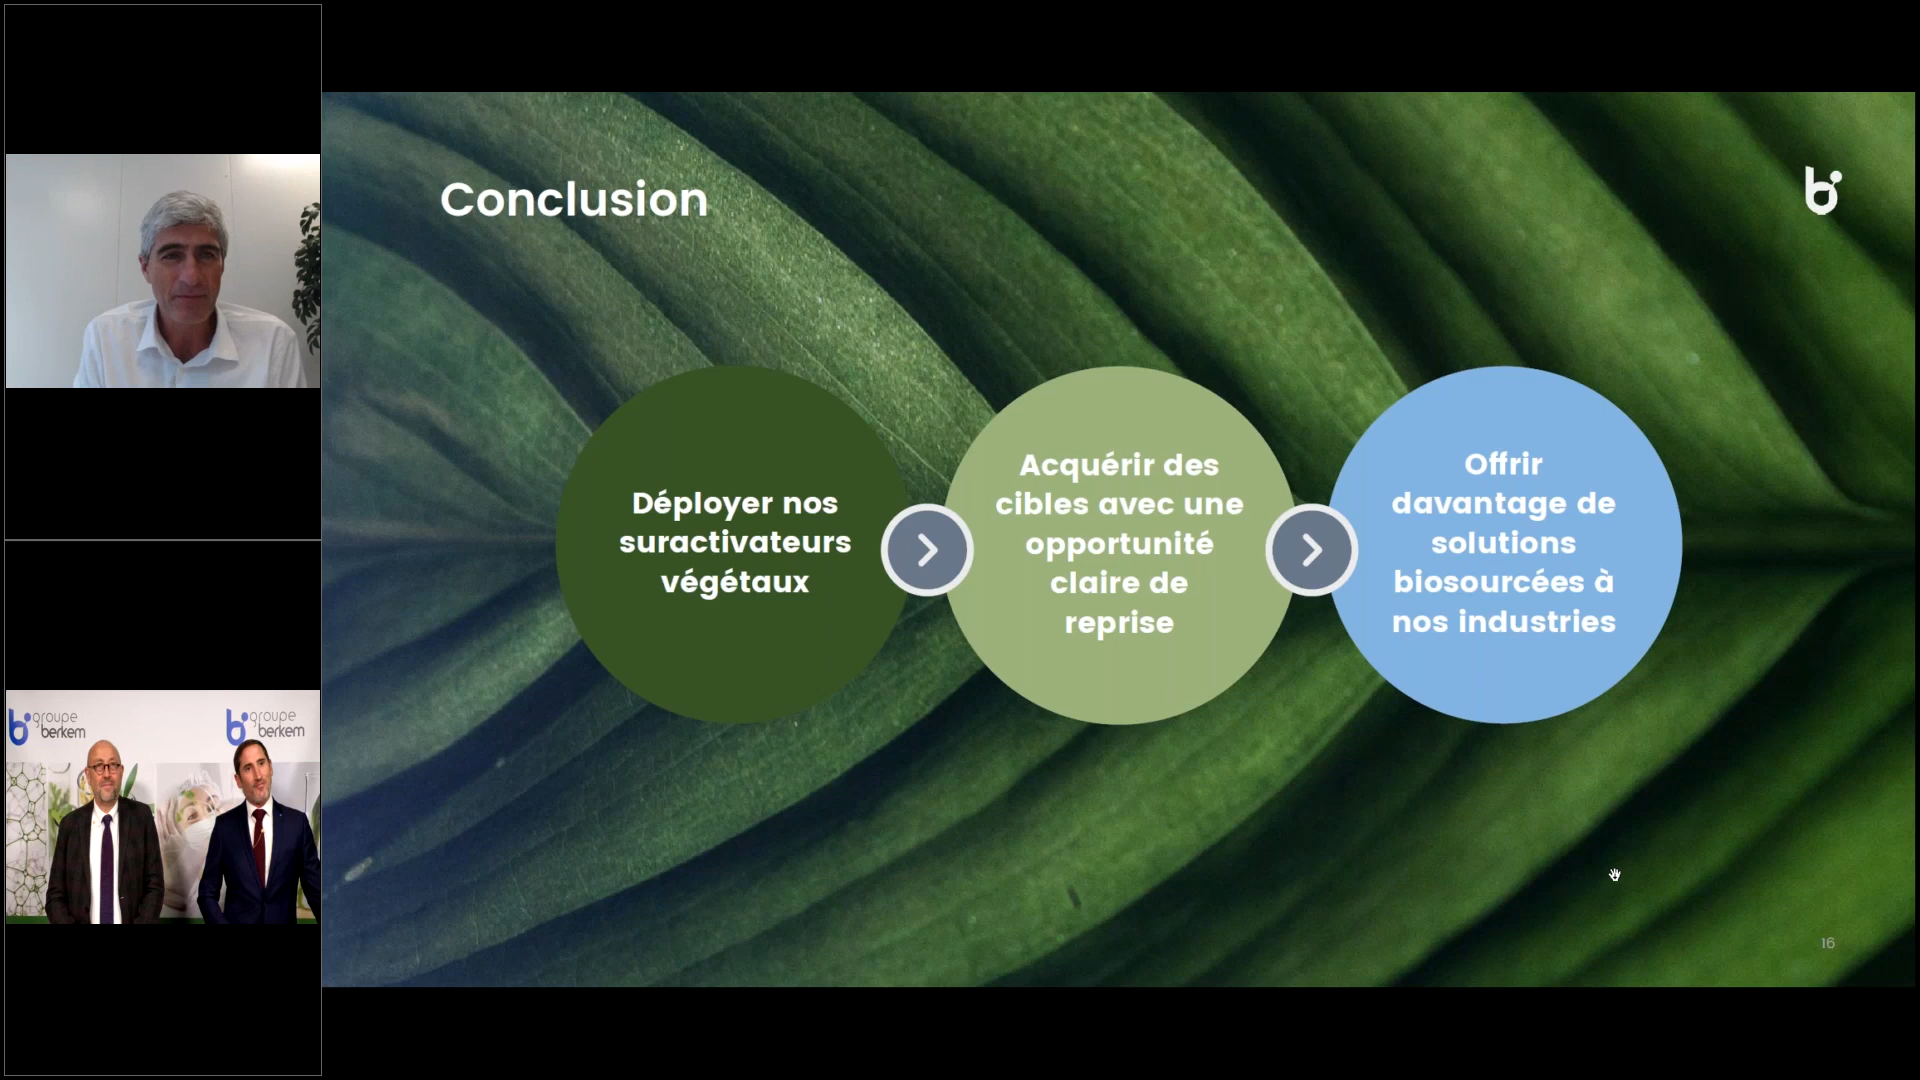 Conclusion
Déployer nos
suractivateurs
végétaux
Acquérir des
cibles avec une
opportunité
claire de
reprise
Offrir
davantage de
solutions
biosourcées à
nos industries
16
groupe
berkem
groupe
berkem